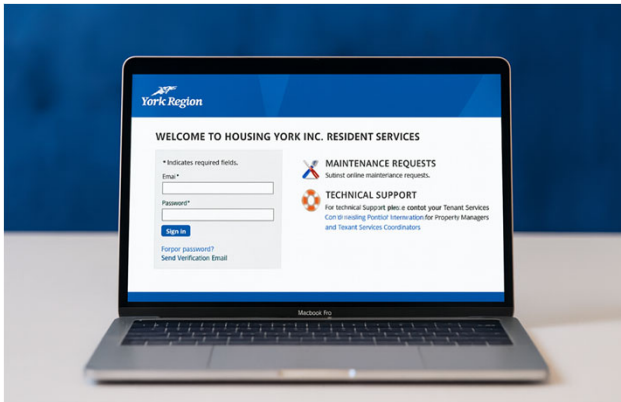 York Region
WELCOME TO HOUSING YORK INC. RESIDENT SERVICES
* Indicates required fields.
Emai*
Password*
Sign in
Forpor password?
Send Verification Email
MAINTENANCE REQUESTS
Sutinst online mainterance requests.
TECHNICAL SUPPORT
For technical Support ples:e contot your Tenant Services
for Property Managers
and Texant Services Coordinators
Macbook Pro